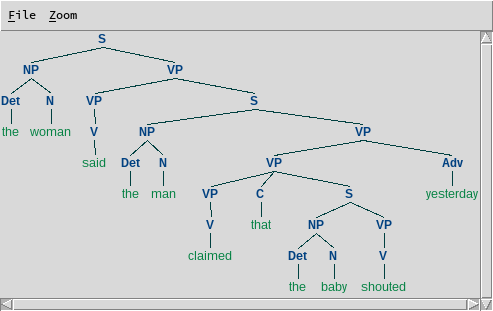 File Zoom
S
NP VP
Det N VP S
the woman V NP VP
said Det N VP Adv
the man VP C S yesterday
V that NP VP
claimed Det N V
the baby shouted